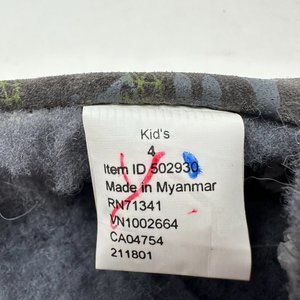 Kid's
4
Item ID 502930
Made in Myanmar
RN71341
VN1002664
CA04754
211801